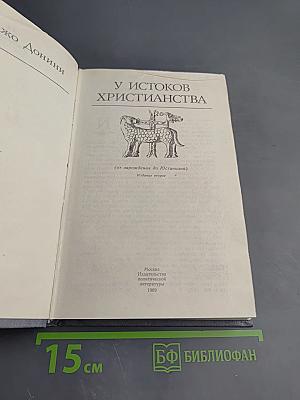 жо Донини
У ИСТОКОВ
ХРИСТИАНСТВА
(от зарождения до Юстиниана)
Издание второе
Москва
Издательство
политической
литературы
1989
15 см
БФ БИБЛИОФАН